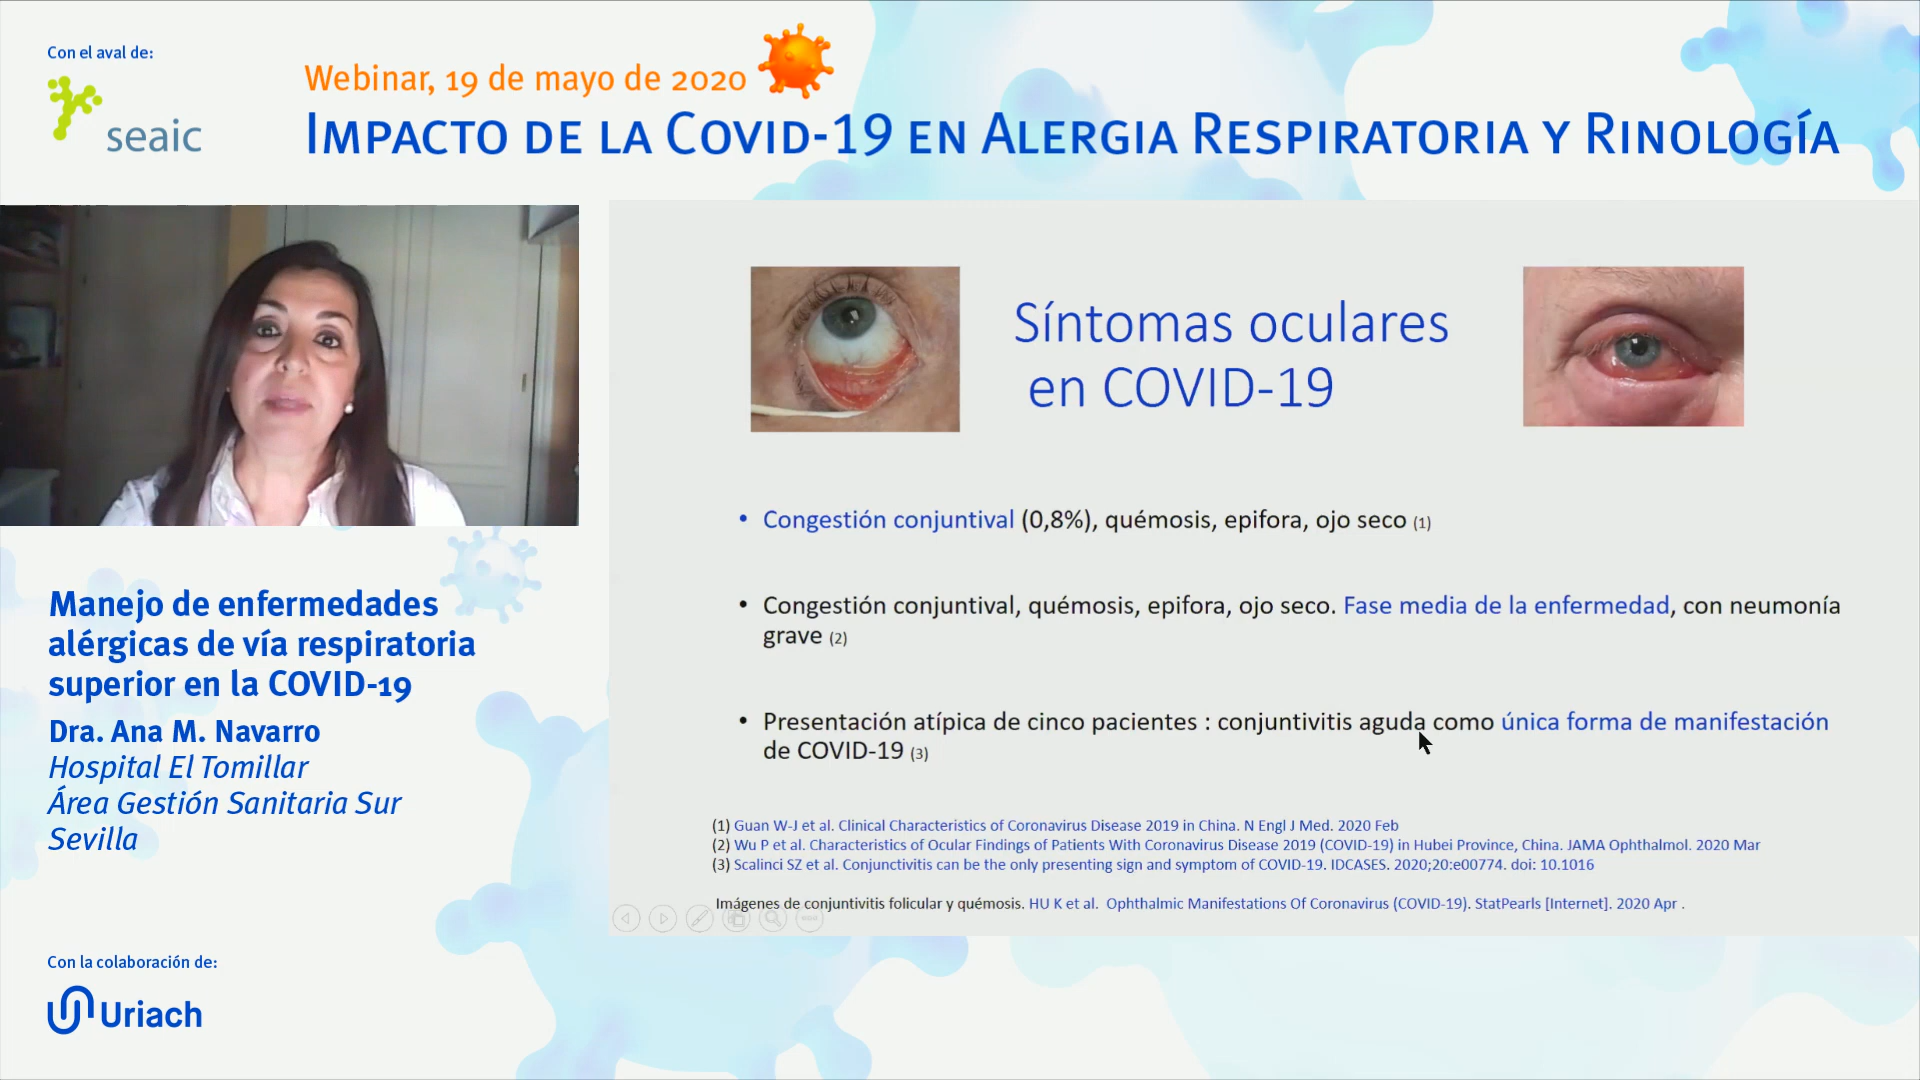 Con el aval de:
seaic
Webinar, 19 de mayo de 2020
Impacto de la Covid-19 en Alergia Respiratoria y Rinología
Síntomas oculares
en COVID-19
• Congestión conjuntival (0,8%), quémosis, epifora, ojo seco (1)
• Congestión conjuntival, quémosis, epifora, ojo seco. Fase media de la enfermedad, con neumonía
grave (2)
• Presentación atípica de cinco pacientes : conjuntivitis aguda como única forma de manifestación
de COVID-19 (3)
(1) Guan W-J et al. Clinical Characteristics of Coronavirus Disease 2019 in China. N Engl J Med. 2020 Feb
(2) Wu P et al. Characteristics of Ocular Findings of Patients With Coronavirus Disease 2019 (COVID-19) in Hubei Province, China. JAMA Ophthalmol. 2020 Mar
(3) Scalinci SZ et al. Conjunctivitis can be the only presenting sign and symptom of COVID-19. IDCASES. 2020;20:e00774. doi: 10.1016
Imágenes de conjuntivitis folicular y quémosis. HU K et al. Ophthalmic Manifestations Of Coronavirus (COVID-19). StatPearls [Internet]. 2020 Apr .
Manejo de enfermedades
alérgicas de vía respiratoria
superior en la COVID-19
Dra. Ana M. Navarro
Hospital El Tomillar
Área Gestión Sanitaria Sur
Sevilla
Con la colaboración de:
Uriach